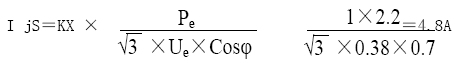 I jS=KX × Pe / √3 ×Ue×Cosφ    1×2.2 / √3 ×0.38×0.7 =4.8A